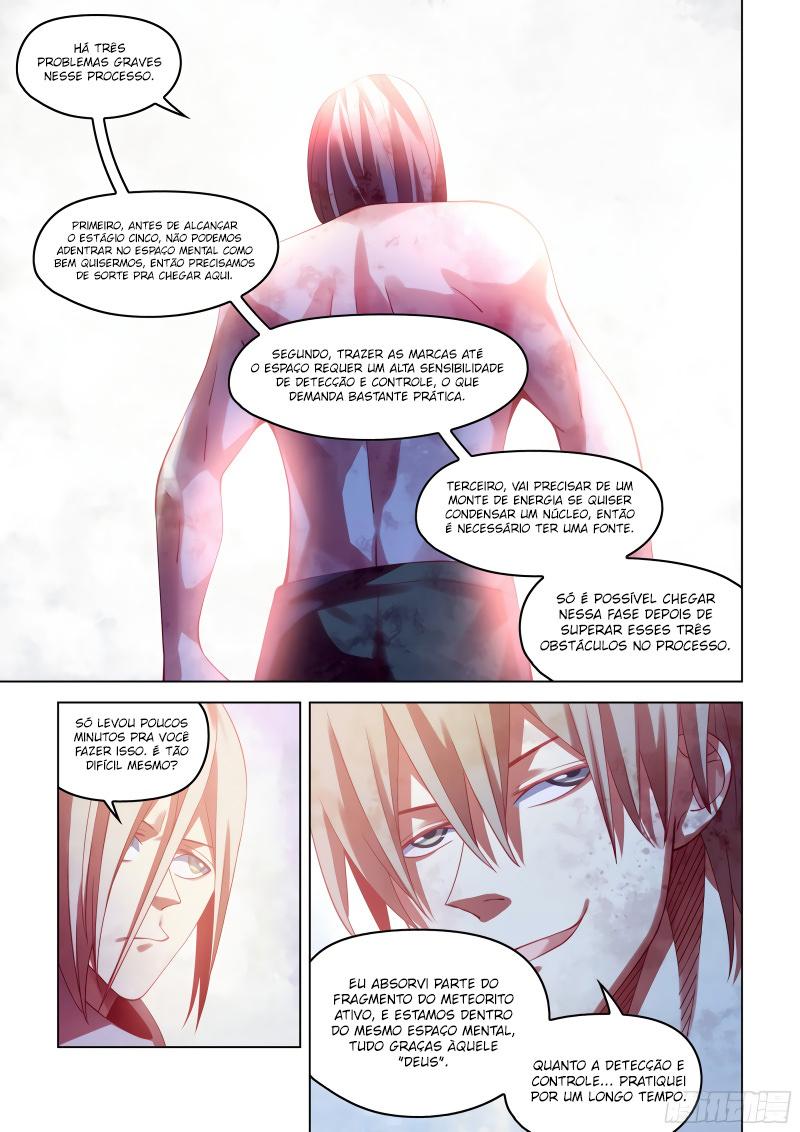 HÁ TRÊS
PROBLEMAS GRAVES
NESSE PROCESSO.
PRIMEIRO, ANTES DE ALCANÇAR
O ESTÁGIO CINCO, NÃO PODEMOS
ADENTRAR NO ESPAÇO MENTAL COMO
BEM QUISERMOS, ENTÃO PRECISAMOS
DE SORTE PRA CHEGAR AQUI.
SEGUNDO, TRAZER AS MARCAS ATÉ
O ESPAÇO REQUER UM ALTA SENSIBILIDADE
DE DETECÇÃO E CONTROLE, O QUE
DEMANDA BASTANTE PRÁTICA.
TERCEIRO, VAI PRECISAR DE UM
MONTE DE ENERGIA SE QUISER
CONDENSAR UM NÚCLEO, ENTÃO
É NECESSÁRIO TER UMA FONTE.
SÓ É POSSÍVEL CHEGAR
NESSA FASE DEPOIS DE
SUPERAR ESSES TRÊS
OBSTÁCULOS NO PROCESSO.
SÓ LEVOU POUCOS
MINUTOS PRA VOCÊ
FAZER ISSO. É TÃO
DIFÍCIL MESMO?
EU ABSORVI PARTE DO
FRAGMENTO DO METEORITO
ATIVO, E ESTAMOS DENTRO
DO MESMO ESPAÇO MENTAL,
TUDO GRAÇAS ÀQUELE
"DEUS".
QUANTO A DETECÇÃO E
CONTROLE... PRATIQUEI
POR UM LONGO TEMPO.